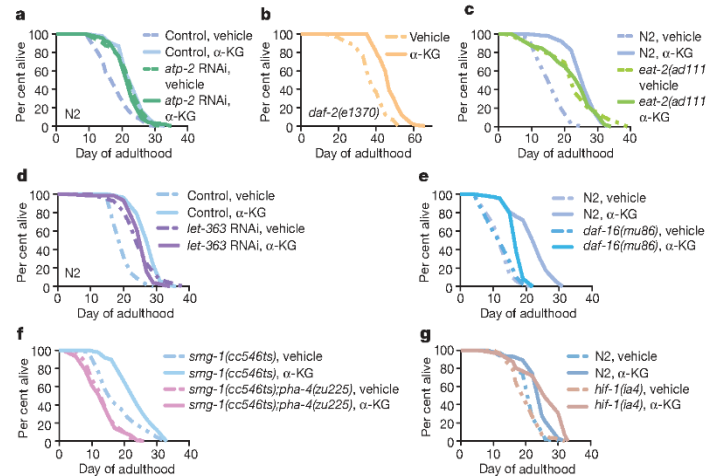 a
Per cent alive
100
80
60
40
20
0
N2
0 10 20 30 40
Day of adulthood
Control, vehicle
Control, α-KG
atp-2 RNAi,
vehicle
atp-2 RNAi,
α-KG
b
Per cent alive
100
80
60
40
20
0
daf-2(e1370)
0 20 40 60
Day of adulthood
Vehicle
α-KG
c
Per cent alive
100
80
60
40
20
0
0 10 20 30 40
Day of adulthood
N2, vehicle
N2, α-KG
eat-2(ad111
vehicle
eat-2(ad111
α-KG
d
Per cent alive
100
80
60
40
20
0
N2
0 10 20 30 40
Day of adulthood
Control, vehicle
Control, α-KG
let-363 RNAi, vehicle
let-363 RNAi, α-KG
e
Per cent alive
100
80
60
40
20
0
0 10 20 30 40
Day of adulthood
N2, vehicle
N2, α-KG
daf-16(mu86), vehicle
daf-16(mu86), α-KG
f
Per cent alive
100
80
60
40
20
0
0 10 20 30 40
Day of adulthood
smg-1(cc546ts), vehicle
smg-1(cc546ts), α-KG
smg-1(cc546ts);pha-4(zu225), vehicle
smg-1(cc546ts);pha-4(zu225), α-KG
g
Per cent alive
100
80
60
40
20
0
0 10 20 30 40
Day of adulthood
N2, vehicle
N2, α-KG
hif-1(ia4), vehicle
hif-1(ia4), α-KG